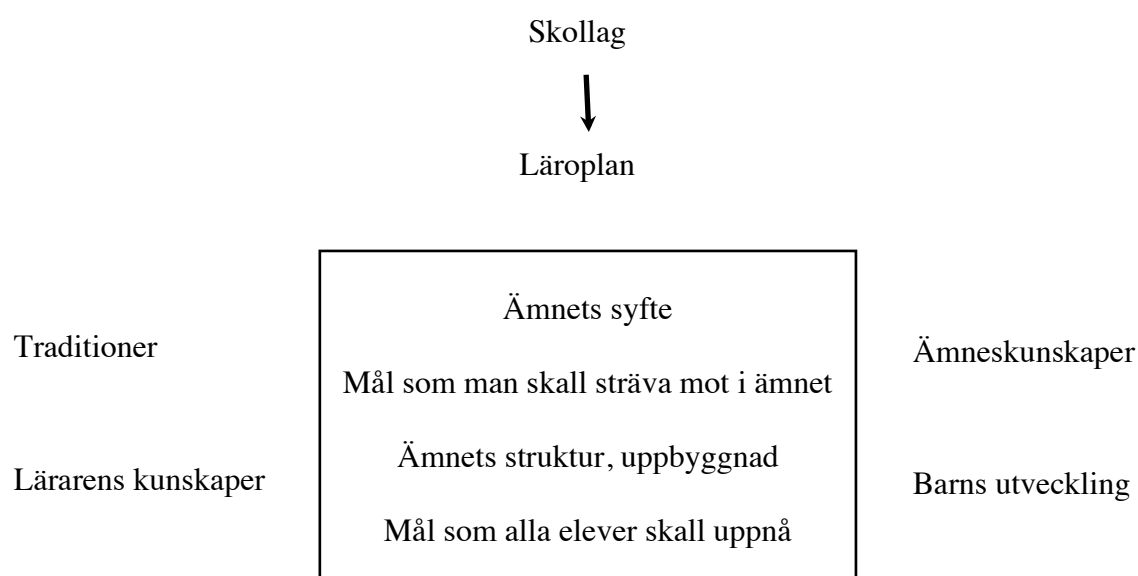 Skollag
Läroplan
Ämnets syfte
Traditioner
Ämneskunskaper
Mål som man skall sträva mot i ämnet
Ämnets struktur, uppbyggnad
Lärarens kunskaper
Barns utveckling
Mål som alla elever skall uppnå